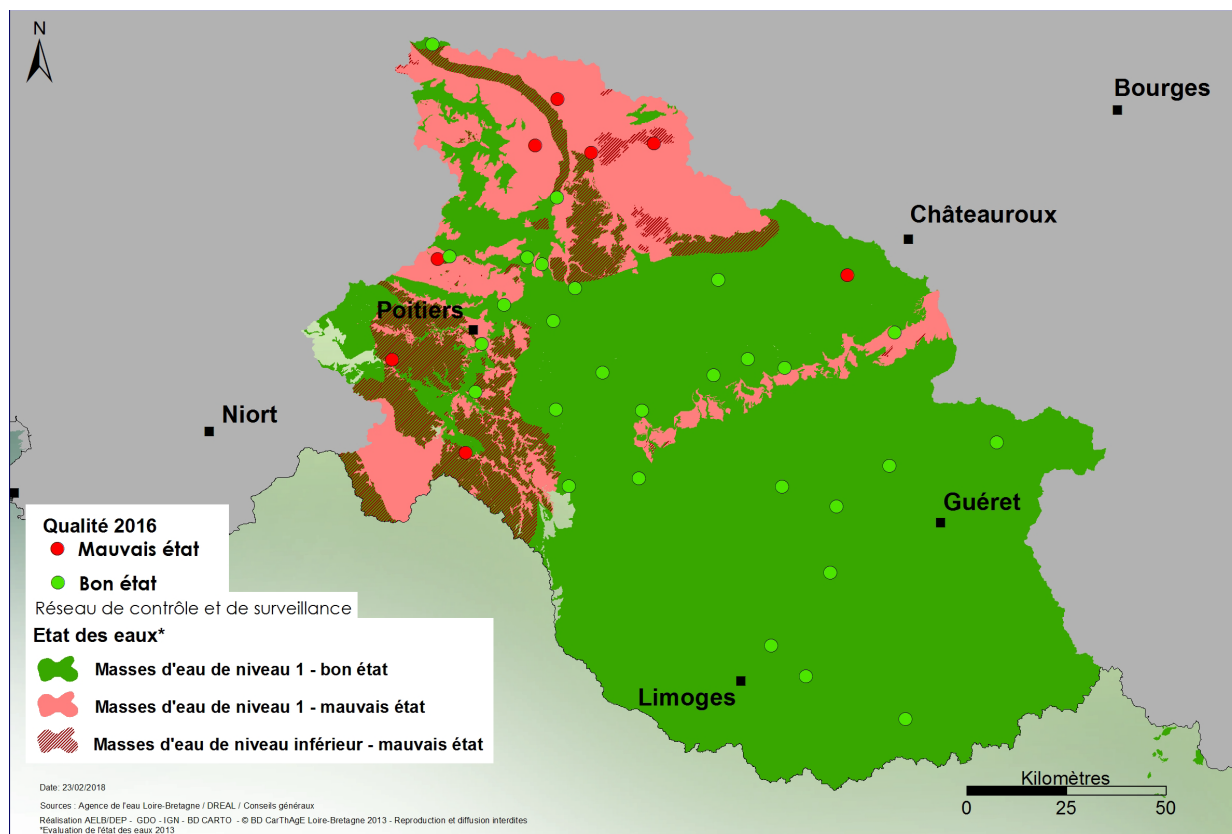 N
Bourges
Châteauroux
Poitiers
Niort
Guéret
Limoges
Qualité 2016
Mauvais état
Bon état
Réseau de contrôle et de surveillance
Etat des eaux*
Masses d'eau de niveau 1 - bon état
Masses d'eau de niveau 1 - mauvais état
Masses d'eau de niveau inférieur - mauvais état
Kilomètres
0 25 50
Date: 23/02/2018
Sources : Agence de l'eau Loire-Bretagne / DREAL / Conseils généraux
Réalisation AELB/DEP - GDO - IGN - BD CARTO - © BD CarThAgE Loire-Bretagne 2013 - Reproduction et diffusion interdites
*Evaluation de l'état des eaux 2013